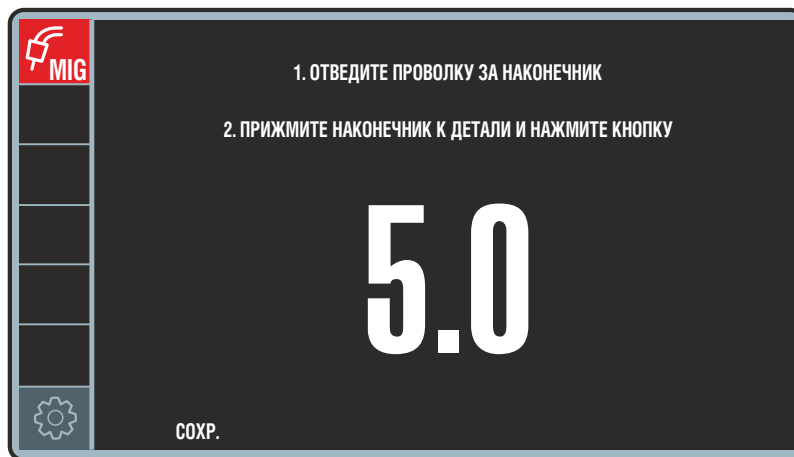 MIG
1. ОТВЕДИТЕ ПРОВОЛКУ ЗА НАКОНЕЧНИК
2. ПРИЖМИТЕ НАКОНЕЧНИК К ДЕТАЛИ И НАЖМИТЕ КНОПКУ
5.0
СОХР.